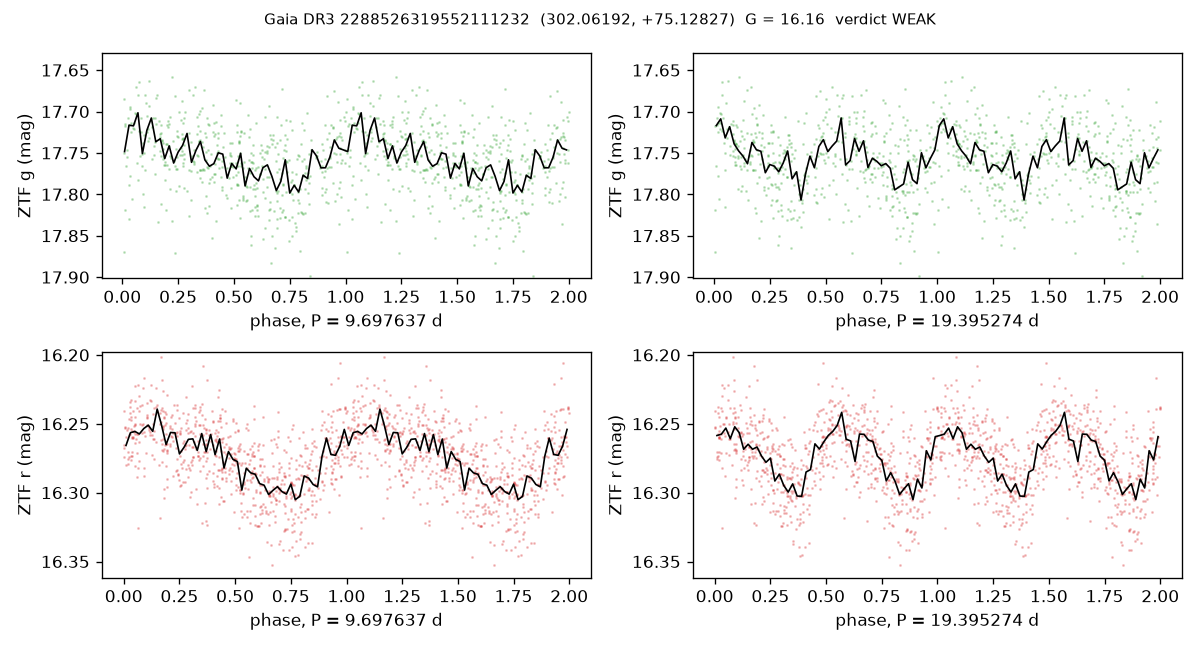 Gaia DR3 2288526319552111232 (302.06192, +75.12827) G = 16.16 verdict WEAK
ZTF g (mag)
17.65
17.70
17.75
17.80
17.85
17.90
0.00 0.25 0.50 0.75 1.00 1.25 1.50 1.75 2.00
phase, P = 9.697637 d
ZTF g (mag)
17.65
17.70
17.75
17.80
17.85
17.90
0.00 0.25 0.50 0.75 1.00 1.25 1.50 1.75 2.00
phase, P = 19.395274 d
ZTF r (mag)
16.20
16.25
16.30
16.35
0.00 0.25 0.50 0.75 1.00 1.25 1.50 1.75 2.00
phase, P = 9.697637 d
ZTF r (mag)
16.20
16.25
16.30
16.35
0.00 0.25 0.50 0.75 1.00 1.25 1.50 1.75 2.00
phase, P = 19.395274 d